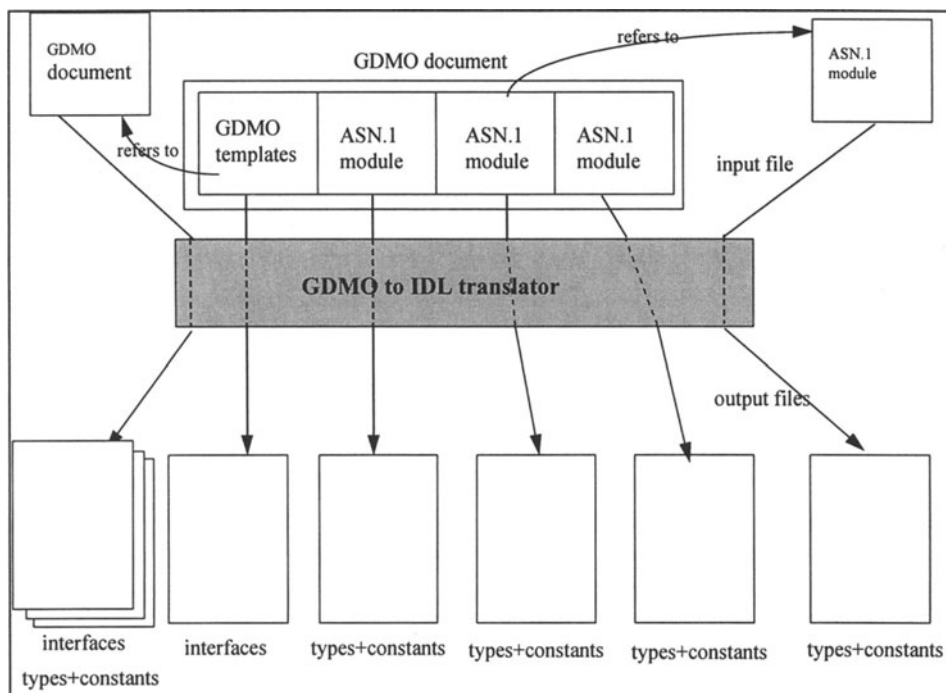 GDMO
document
GDMO document
refers to
ASN.1
module
GDMO
templates
ASN.1
module
ASN.1
module
ASN.1
module
refers to
input file
GDMO to IDL translator
output files
interfaces
types+constants
interfaces
types+constants
types+constants
types+constants
types+constants